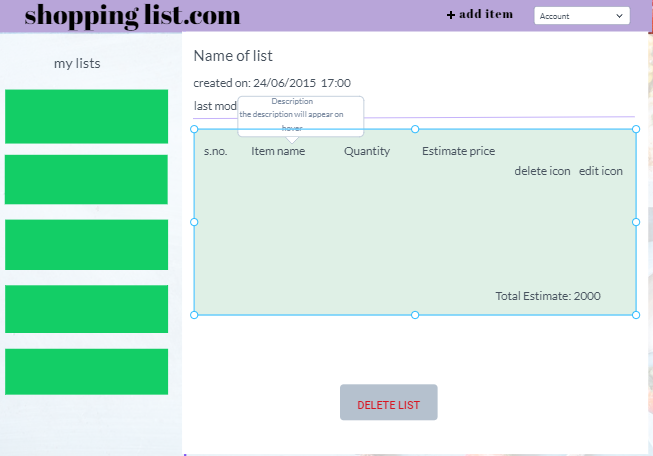 shopping list.com
+ add item
Account
my lists
Name of list
created on: 24/06/2015 17:00
last mod
Description
the description will appear on
hover
s.no. Item name Quantity Estimate price
delete icon edit icon
Total Estimate: 2000
DELETE LIST